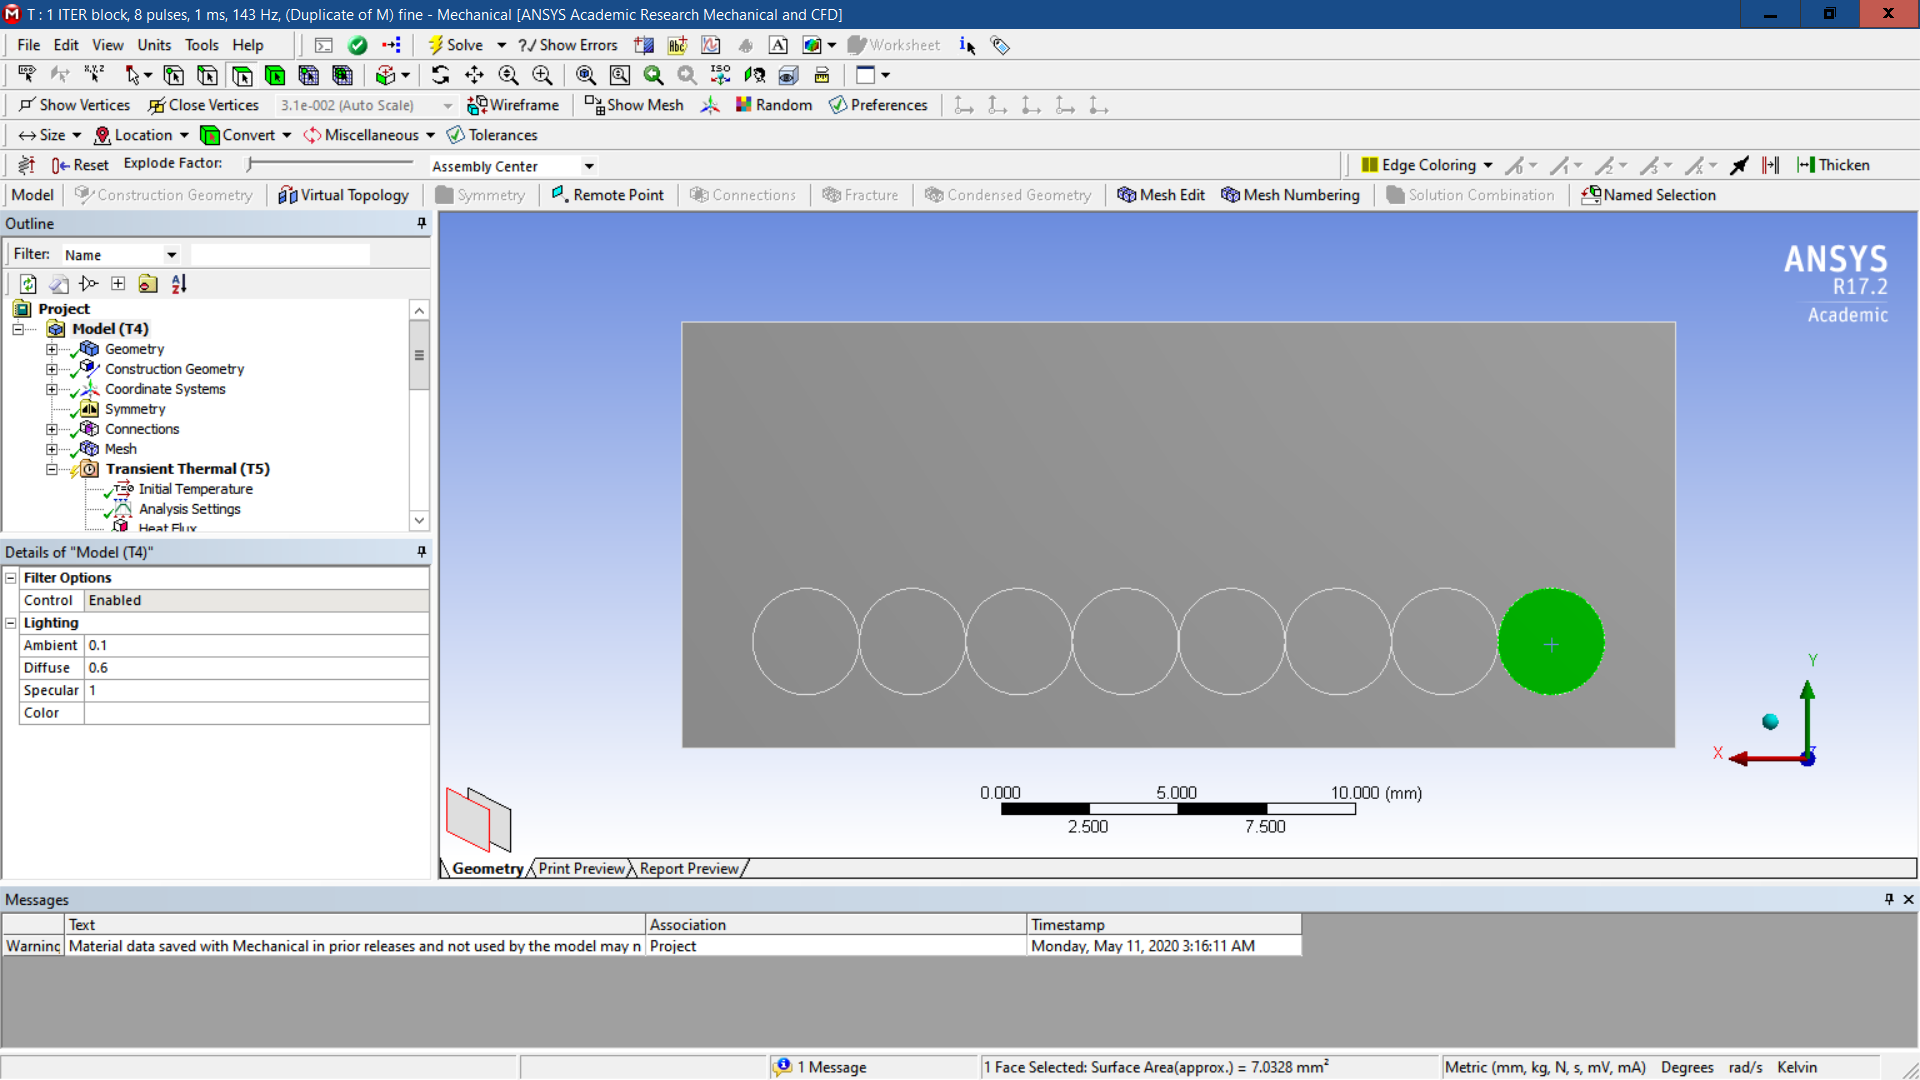 T : 1 ITER block, 8 pulses, 1 ms, 143 Hz, (Duplicate of M) fine - Mechanical [ANSYS Academic Research Mechanical and CFD]
File Edit View Units Tools Help Solve ?/ Show Errors Worksheet
Show Vertices Close Vertices 3.1e-002 (Auto Scale) Wireframe Show Mesh Random Preferences
Size Location Convert Miscellaneous Tolerances
Reset Explode Factor: Assembly Center Edge Coloring Thicken
Model Construction Geometry Virtual Topology Symmetry Remote Point Connections Fracture Condensed Geometry Mesh Edit Mesh Numbering Solution Combination Named Selection
Outline
Filter: Name
Project
Model (T4)
Geometry
Construction Geometry
Coordinate Systems
Symmetry
Connections
Mesh
Transient Thermal (T5)
Initial Temperature
Analysis Settings
Heat Flux
Details of "Model (T4)"
Filter Options
Control Enabled
Lighting
Ambient 0.1
Diffuse 0.6
Specular 1
Color
ANSYS
R17.2
Academic
Y
X
Z
0.000 5.000 10.000 (mm)
2.500 7.500
Geometry Print Preview Report Preview
Messages
Text Association Timestamp
Warning Material data saved with Mechanical in prior releases and not used by the model may n Project Monday, May 11, 2020 3:16:11 AM
1 Message 1 Face Selected: Surface Area(approx.) = 7.0328 mm² Metric (mm, kg, N, s, mV, mA) Degrees rad/s Kelvin